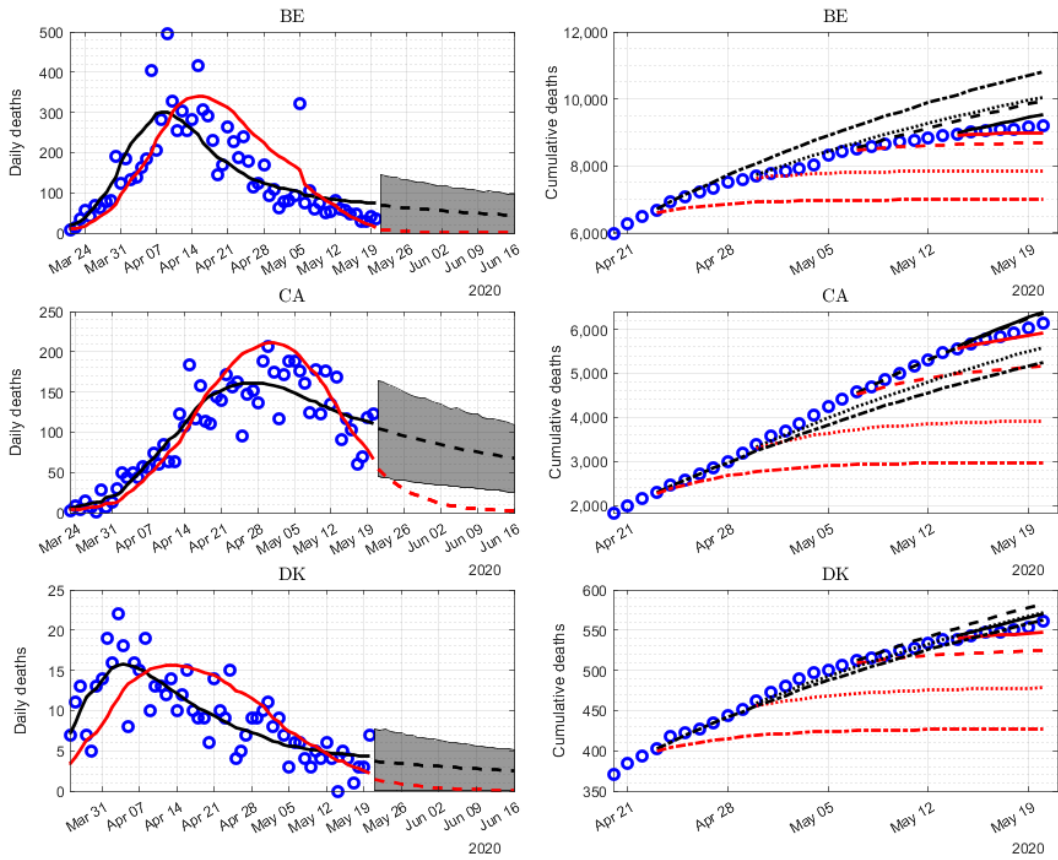 BE
500
400
300
200
100
0
Daily deaths
Mar 24
Mar 31
Apr 07
Apr 14
Apr 21
Apr 28
May 05
May 12
May 19
May 26
Jun 02
Jun 09
Jun 16
2020
BE
12,000
10,000
8,000
6,000
Cumulative deaths
Apr 21
Apr 28
May 05
May 12
May 19
2020
CA
250
200
150
100
50
0
Daily deaths
Mar 24
Mar 31
Apr 07
Apr 14
Apr 21
Apr 28
May 05
May 12
May 19
May 26
Jun 02
Jun 09
Jun 16
2020
CA
6,000
5,000
4,000
3,000
2,000
Cumulative deaths
Apr 21
Apr 28
May 05
May 12
May 19
2020
DK
25
20
15
10
5
0
Daily deaths
Mar 31
Apr 07
Apr 14
Apr 21
Apr 28
May 05
May 12
May 19
May 26
Jun 02
Jun 09
Jun 16
2020
DK
600
550
500
450
400
350
Cumulative deaths
Apr 21
Apr 28
May 05
May 12
May 19
2020